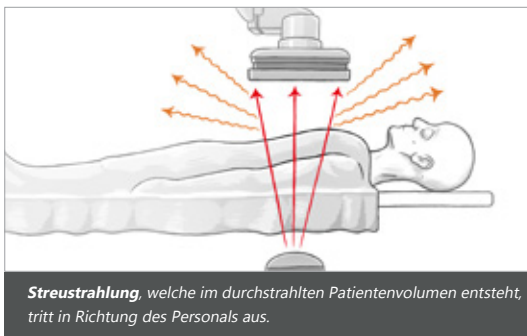 Streustrahlung, welche im durchstrahlten Patientenvolumen entsteht,
tritt in Richtung des Personals aus.